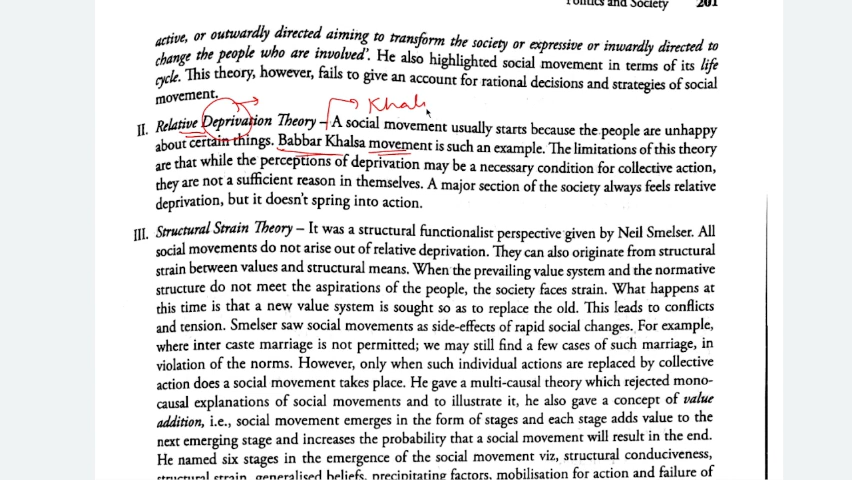 Politics and Society 201
active, or outwardly directed aiming to transform the society or expressive or inwardly directed to
change the people who are involved'. He also highlighted social movement in terms of its life
cycle. This theory, however, fails to give an account for rational decisions and strategies of social
movement.
Khali
II. Relative Deprivation Theory – A social movement usually starts because the people are unhappy
about certain things. Babbar Khalsa movement is such an example. The limitations of this theory
are that while the perceptions of deprivation may be a necessary condition for collective action,
they are not a sufficient reason in themselves. A major section of the society always feels relative
deprivation, but it doesn't spring into action.
III. Structural Strain Theory – It was a structural functionalist perspective given by Neil Smelser. All
social movements do not arise out of relative deprivation. They can also originate from structural
strain between values and structural means. When the prevailing value system and the normative
structure do not meet the aspirations of the people, the society faces strain. What happens at
this time is that a new value system is sought so as to replace the old. This leads to conflicts
and tension. Smelser saw social movements as side-effects of rapid social changes. For example,
where inter caste marriage is not permitted; we may still find a few cases of such marriage, in
violation of the norms. However, only when such individual actions are replaced by collective
action does a social movement takes place. He gave a multi-causal theory which rejected mono-
causal explanations of social movements and to illustrate it, he also gave a concept of value
addition, i.e., social movement emerges in the form of stages and each stage adds value to the
next emerging stage and increases the probability that a social movement will result in the end.
He named six stages in the emergence of the social movement viz, structural conduciveness,
structural strain, generalised beliefs, precipitating factors, mobilisation for action and failure of